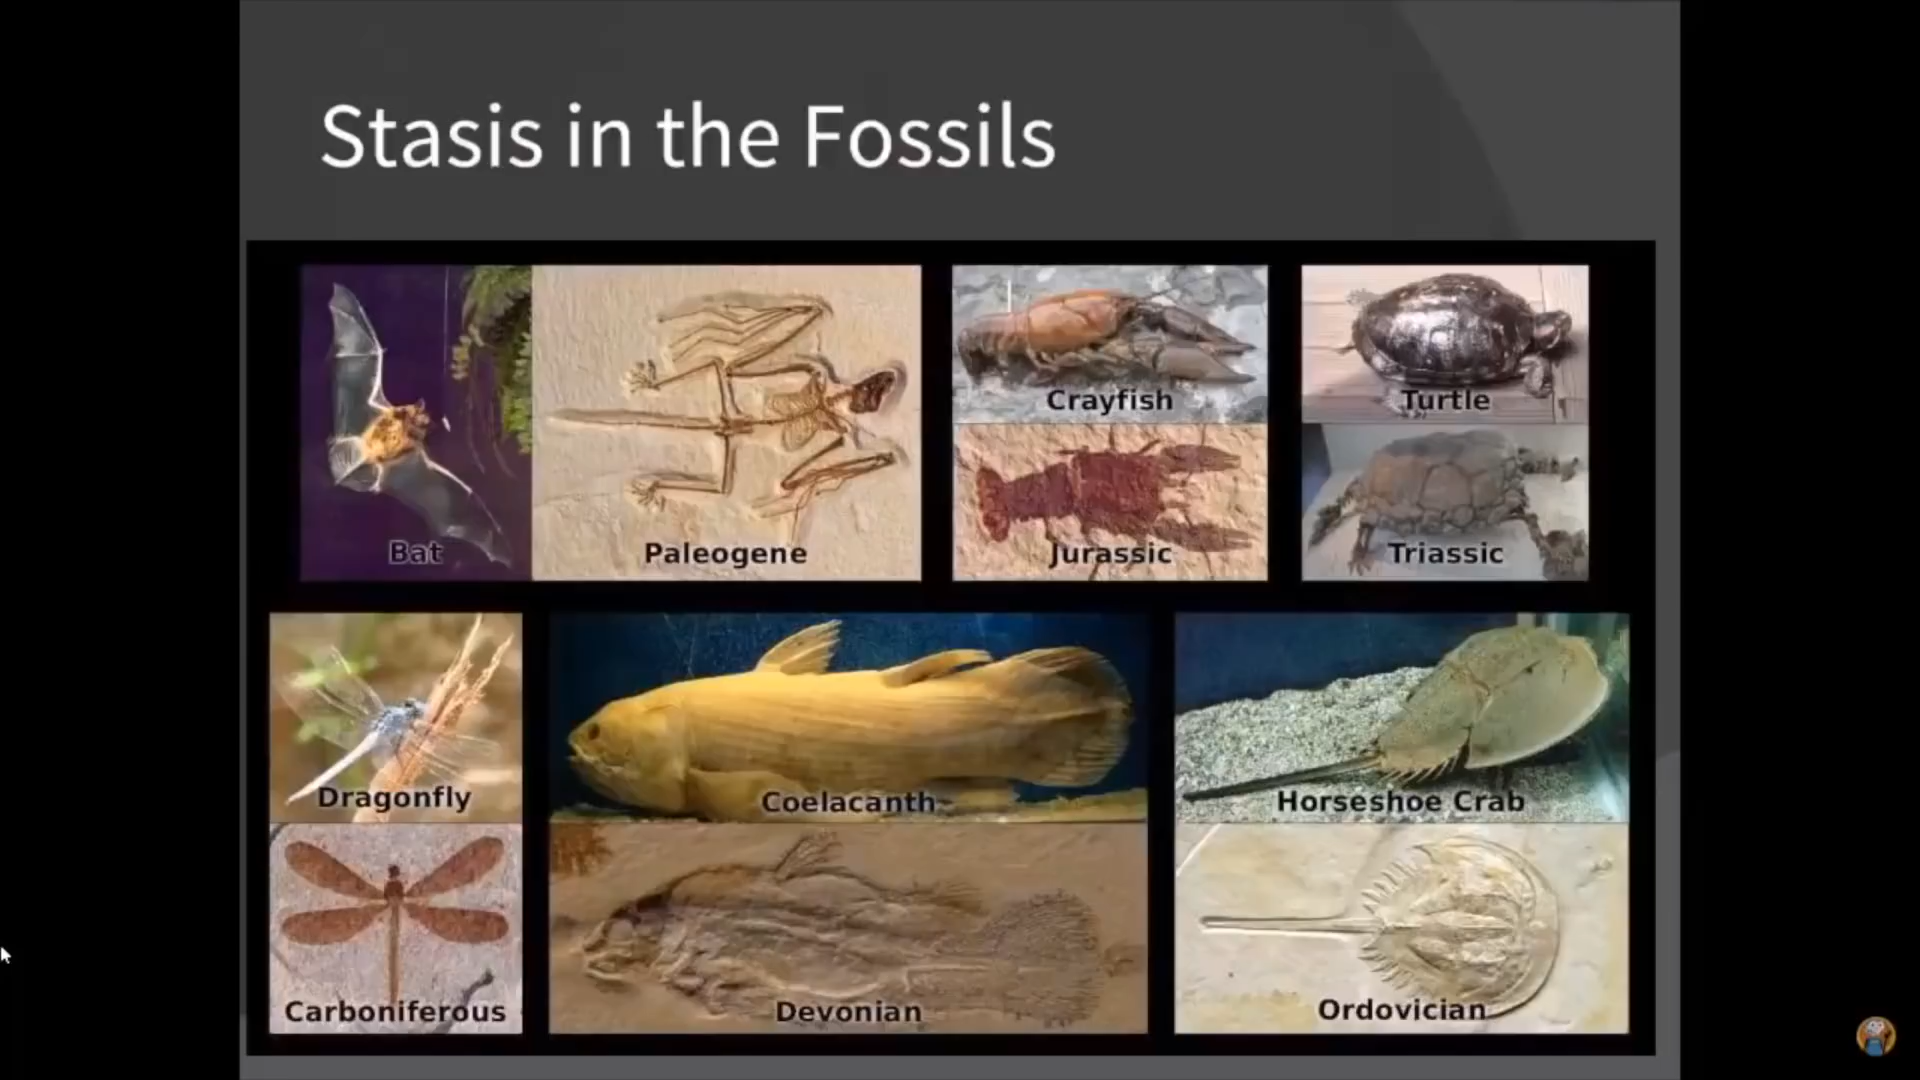 Stasis in the Fossils
Bat
Paleogene
Crayfish
Jurassic
Turtle
Triassic
Dragonfly
Carboniferous
Coelacanth
Devonian
Horseshoe Crab
Ordovician